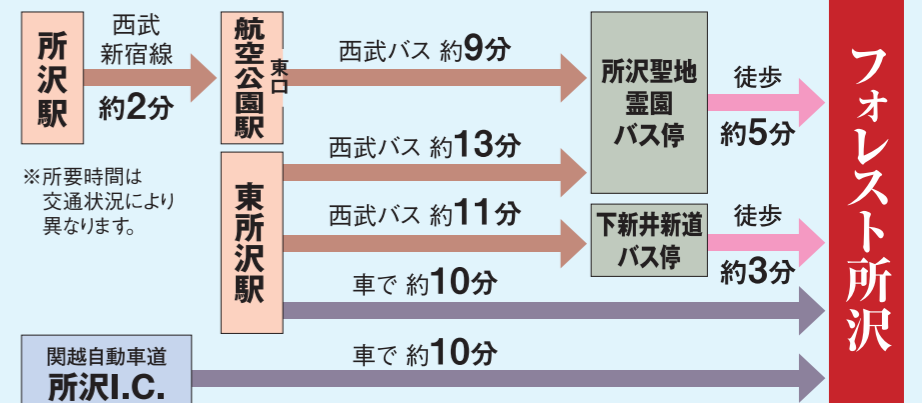 所沢駅
西武
新宿線
約2分
航空公園駅
東口
西武バス 約9分
所沢聖地
霊園
バス停
徒歩
約5分
フォレスト所沢
※所要時間は
交通状況により
異なります。
東所沢駅
西武バス 約13分
西武バス 約11分
下新井新道
バス停
徒歩
約3分
車で 約10分
関越自動車道
所沢I.C.
車で 約10分